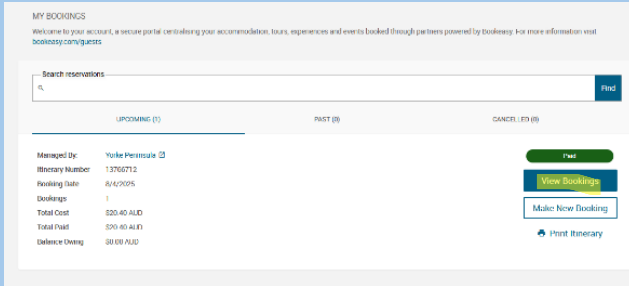 MY BOOKINGS
Welcome to your account, a secure portal centralising your accommodation, tours, experiences and events booked through partners powered by Bookeasy. For more information visit
bookeasy.com/guests
Search reservations
Find
UPCOMING (1) PAST (0) CANCELLED (0)
Managed By: Yorke Peninsula
Itinerary Number 13766712
Booking Date 8/4/2025
Bookings 1
Total Cost $20.40 AUD
Total Paid $20.40 AUD
Balance Owing $0.00 AUD
Paid
View Bookings
Make New Booking
Print Itinerary